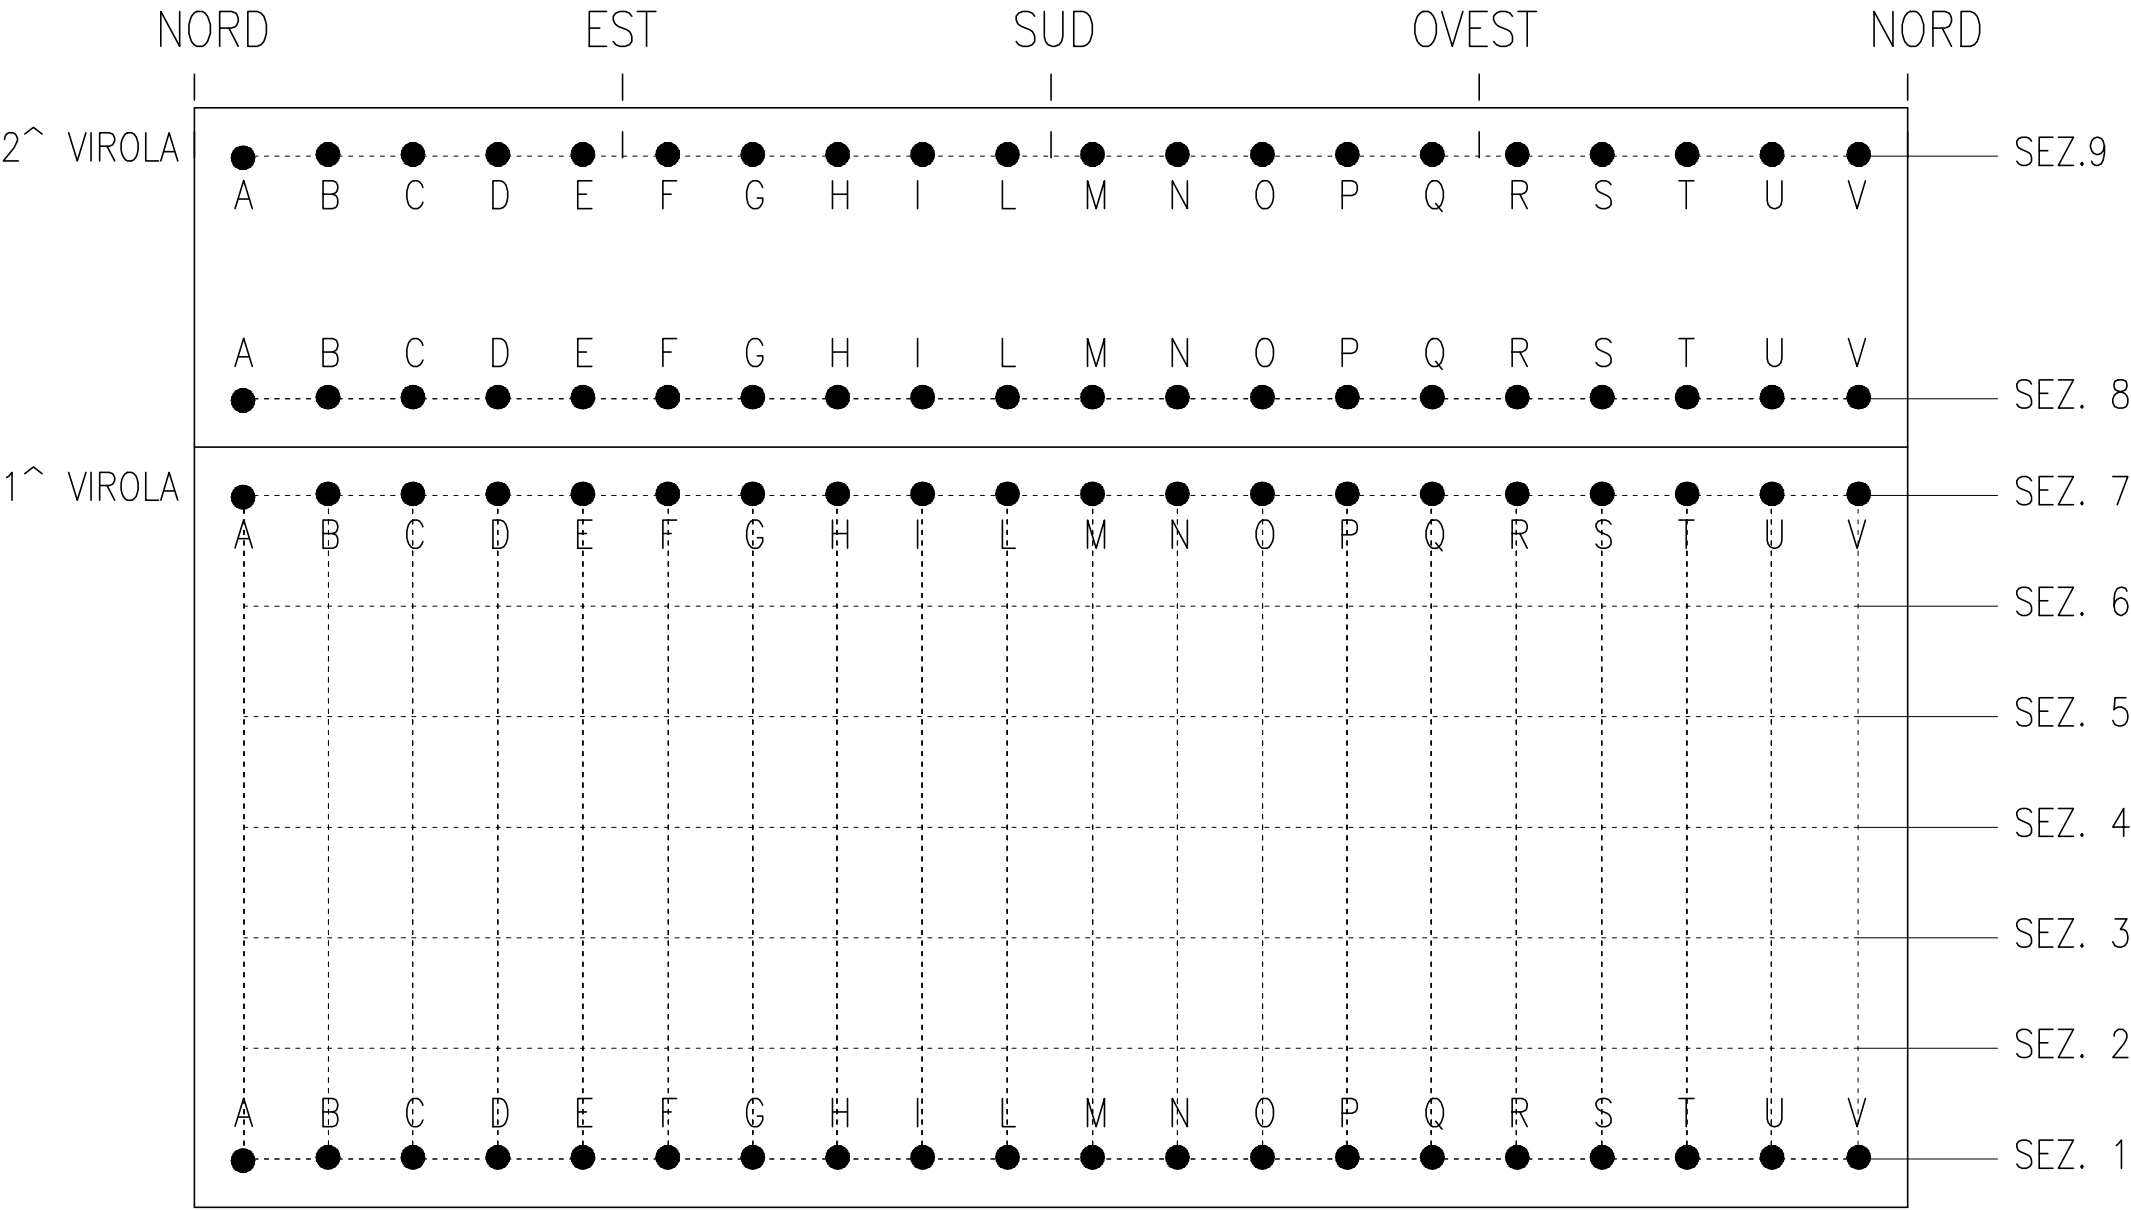 NORD EST SUD OVEST NORD
2^ VIROLA SEZ.9
A B C D E F G H I L M N O P Q R S T U V
A B C D E F G H I L M N O P Q R S T U V
SEZ. 8
1^ VIROLA SEZ. 7
A B C D E F G H I L M N O P Q R S T U V
SEZ. 6
SEZ. 5
SEZ. 4
SEZ. 3
SEZ. 2
A B C D E F G H I L M N O P Q R S T U V
SEZ. 1